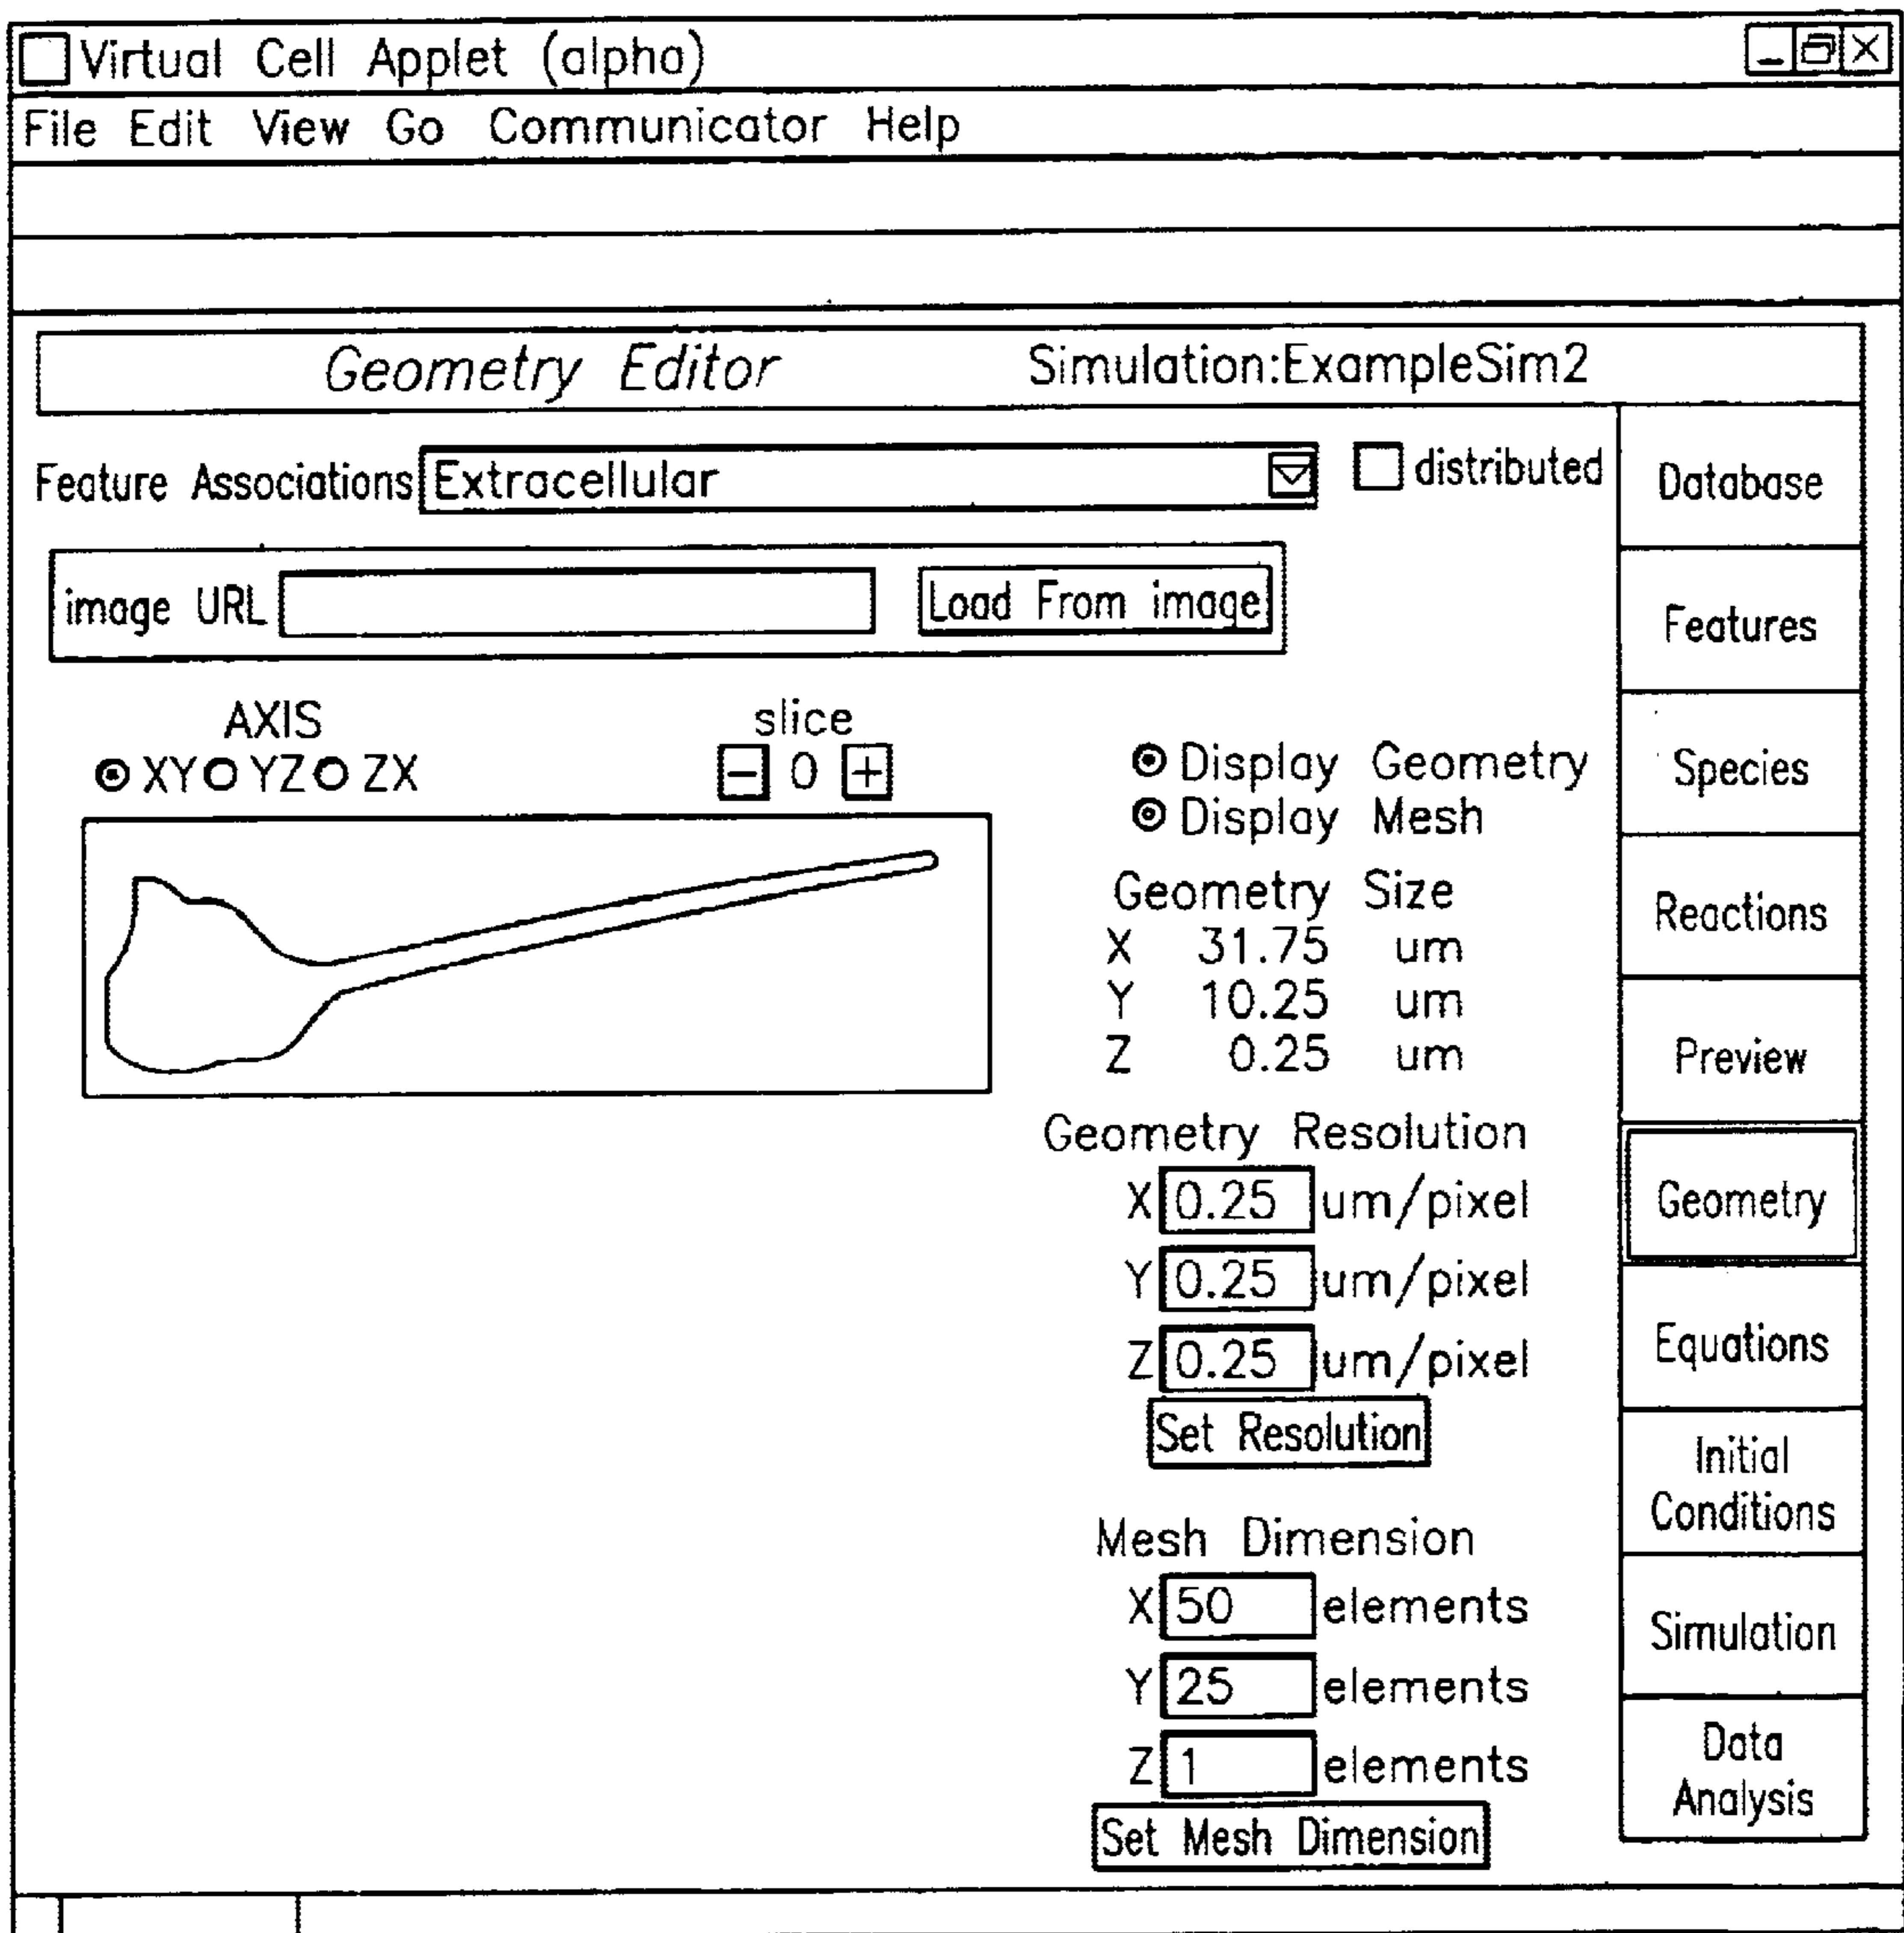 Virtual Cell Applet (alpha)
File Edit View Go Communicator Help
Geometry Editor Simulation:ExampleSim2
Feature Associations Extracellular distributed
image URL Load From image
AXIS slice
XY YZ ZX - 0 +
Display Geometry
Display Mesh
Geometry Size
X 31.75 um
Y 10.25 um
Z 0.25 um
Geometry Resolution
X 0.25 um/pixel
Y 0.25 um/pixel
Z 0.25 um/pixel
Set Resolution
Mesh Dimension
X 50 elements
Y 25 elements
Z 1 elements
Set Mesh Dimension
Database
Features
Species
Reactions
Preview
Geometry
Equations
Initial
Conditions
Simulation
Data
Analysis